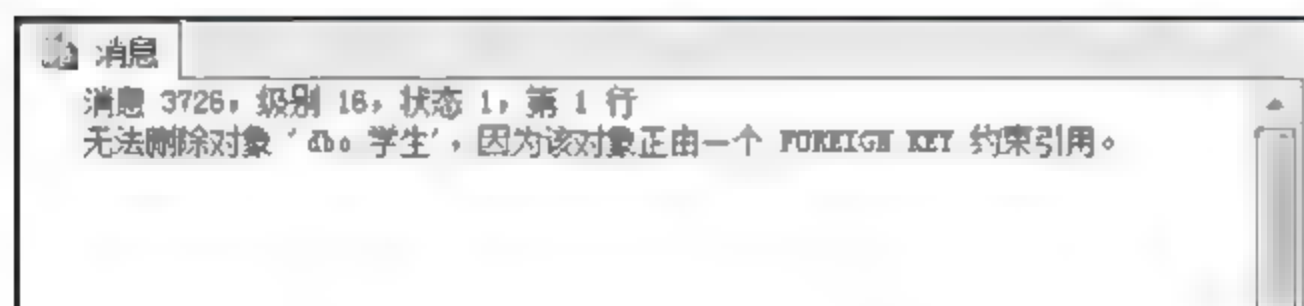 消息
消息 3726，级别 16，状态 1，第 1 行
无法删除对象 'dbo 学生'，因为该对象正由一个 FOREIGN KEY 约束引用。